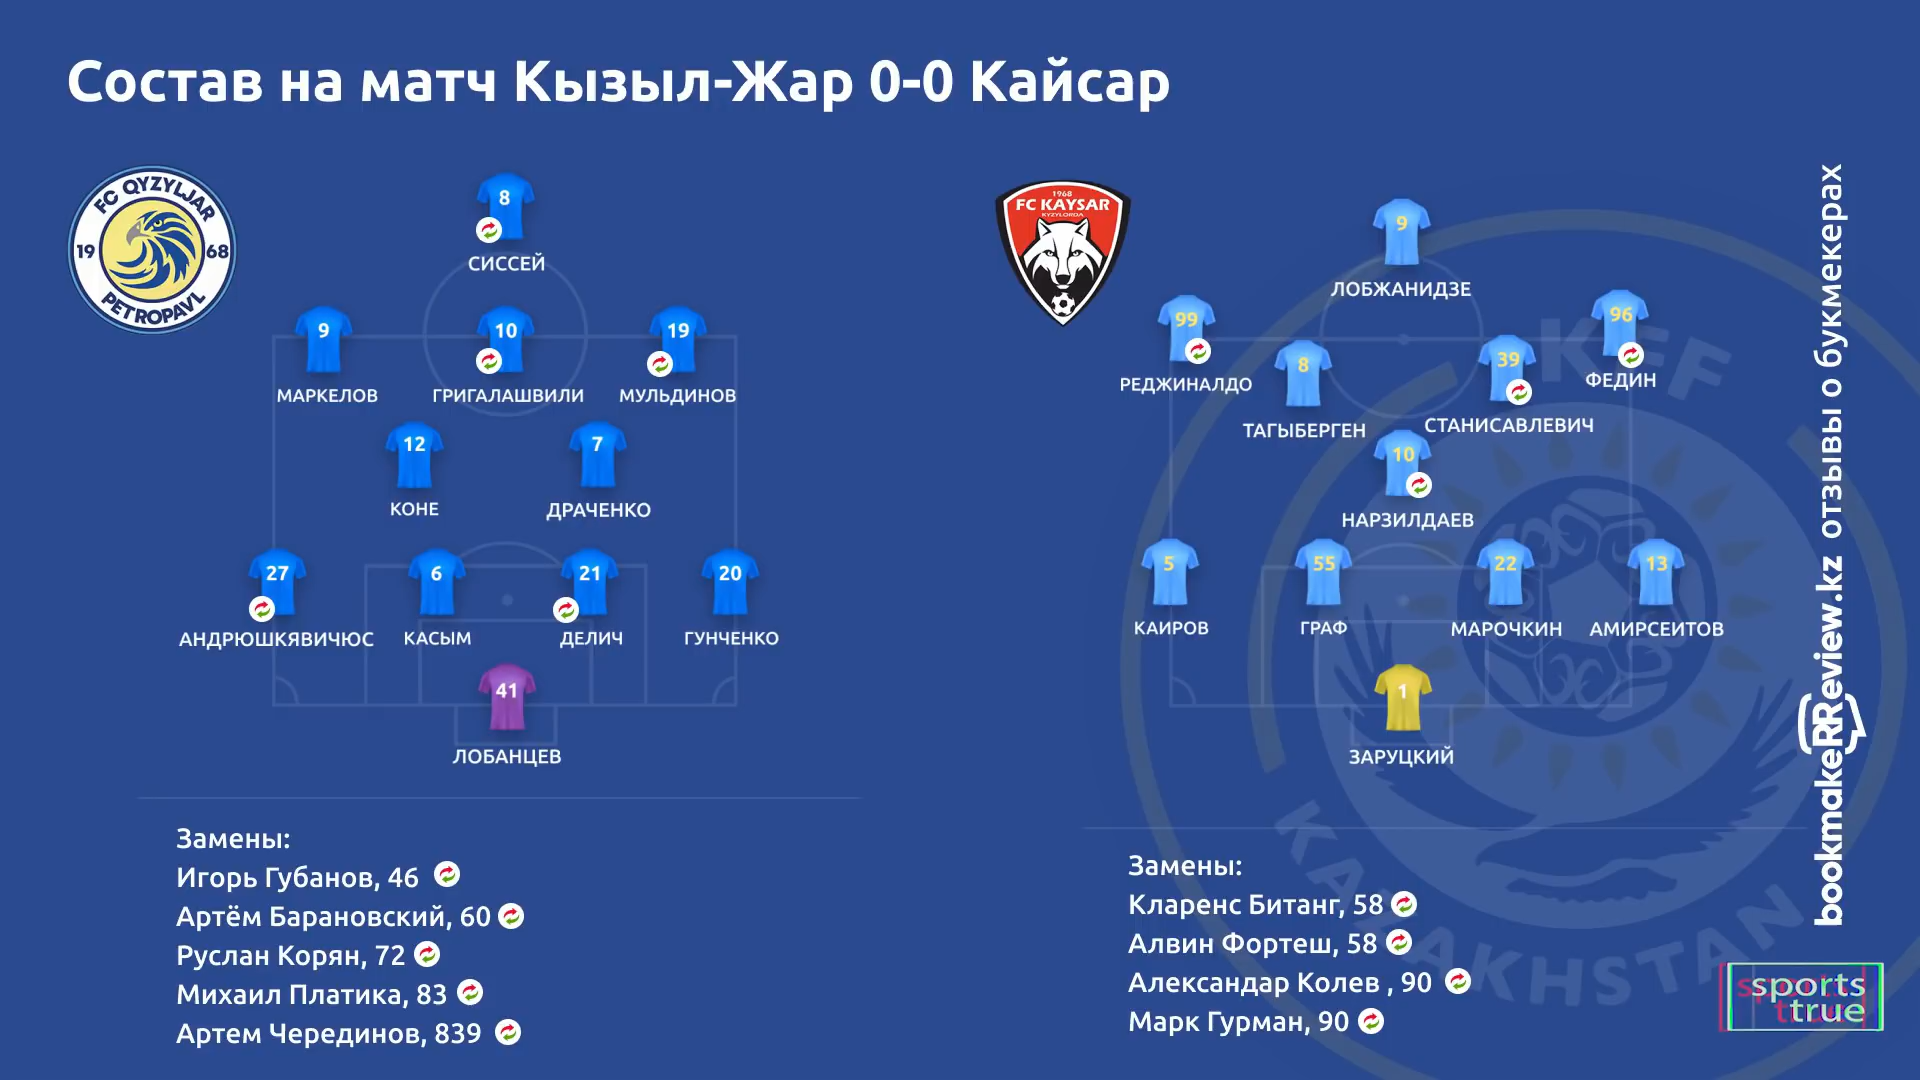 Состав на матч Кызыл-Жар 0-0 Кайсар
FC QYZYLJAR
19 68
PETROPAVL
8
СИССЕЙ
9
МАРКЕЛОВ
10
ГРИГАЛАШВИЛИ
19
МУЛЬДИНОВ
12
КОНЕ
7
ДРАЧЕНКО
27
АНДРЮШКЯВИЧЮС
6
КАСЫМ
21
ДЕЛИЧ
20
ГУНЧЕНКО
41
ЛОБАНЦЕВ
Замены:
Игорь Губанов, 46
Артём Барановский, 60
Руслан Корян, 72
Михаил Платика, 83
Артем Черединов, 839
1968
FC KAYSAR
KYZYLORDA
9
ЛОБЖАНИДЗЕ
99
РЕДЖИНАЛДО
8
ТАГЫБЕРГЕН
39
СТАНИСАВЛЕВИЧ
96
ФЕДИН
10
НАРЗИЛДАЕВ
5
КАИРОВ
55
ГРАФ
22
МАРОЧКИН
13
АМИРСЕИТОВ
1
ЗАРУЦКИЙ
Замены:
Кларенс Битанг, 58
Алвин Фортеш, 58
Александар Колев , 90
Марк Гурман, 90
KFF
KAZAKHSTAN
bookmakeRReview.kz отзывы о букмекерах
sports
true